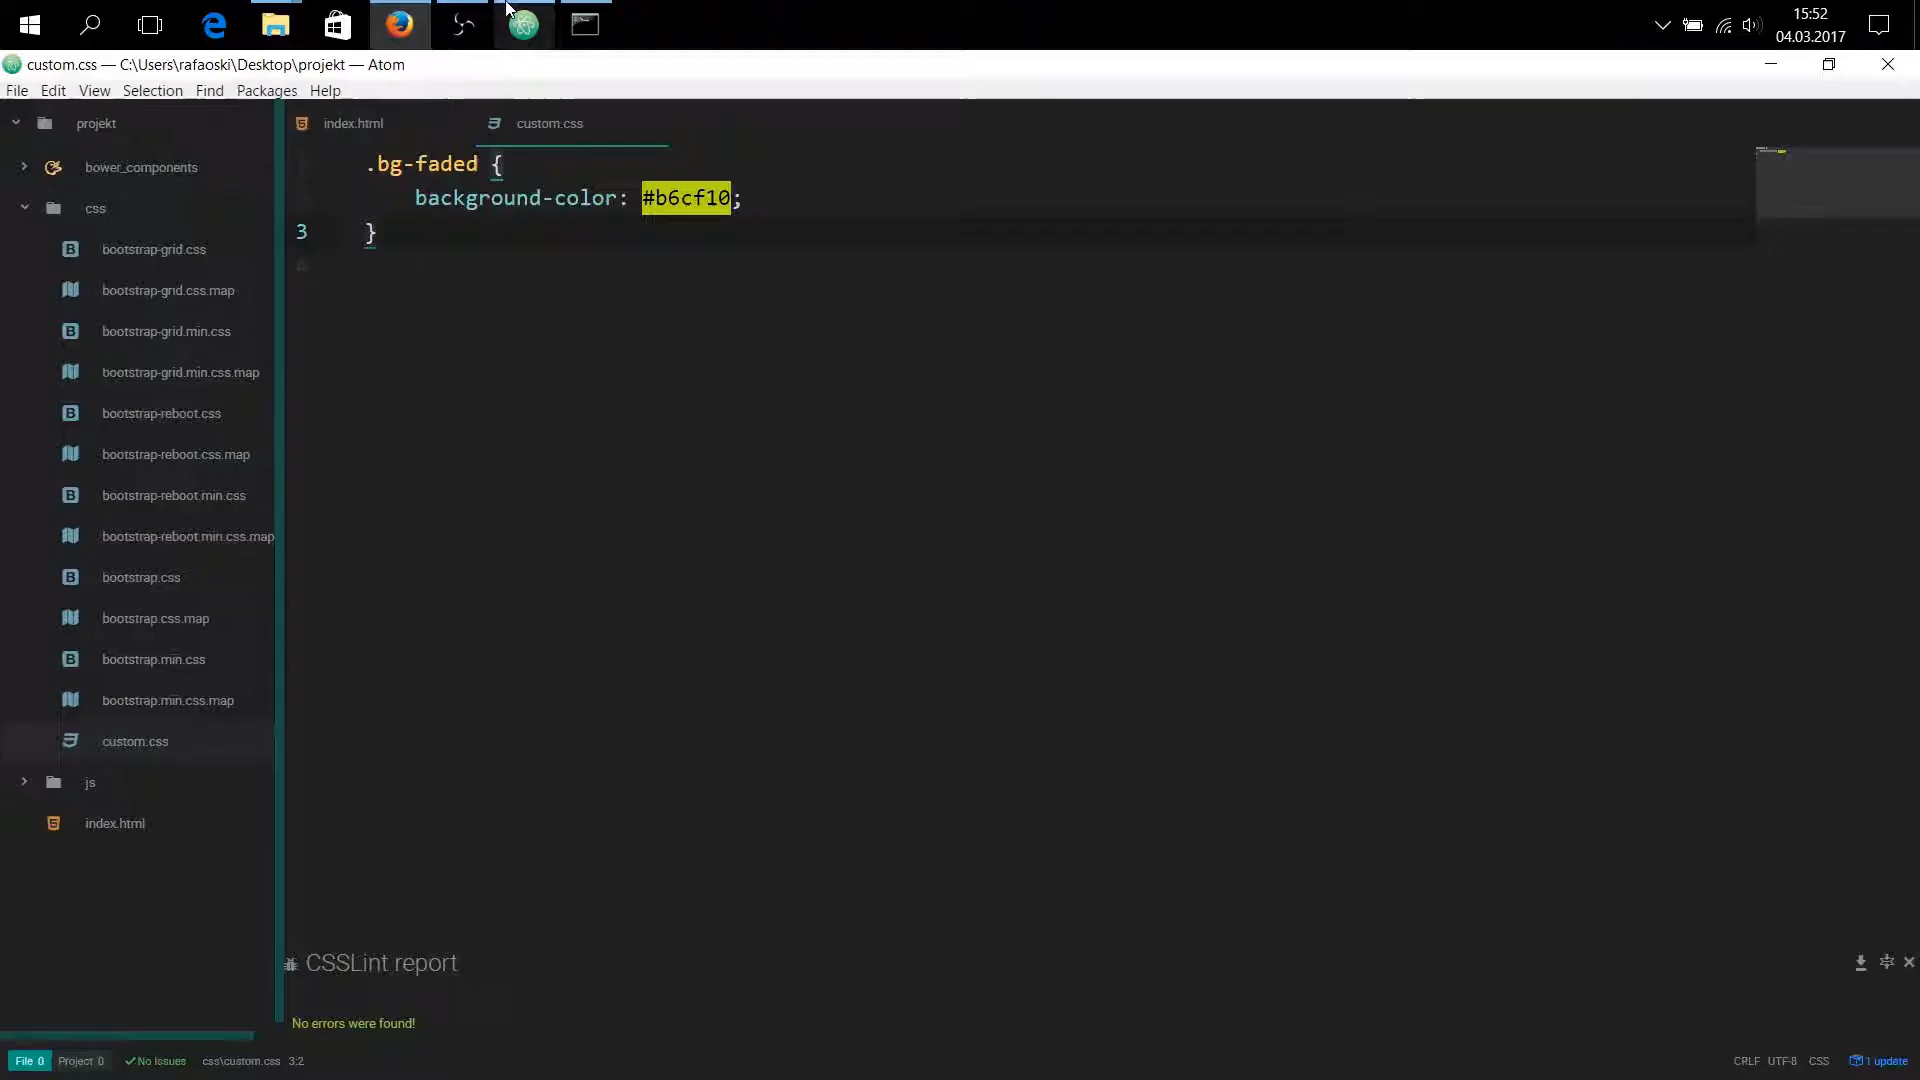 15:52
04.03.2017
custom.css — C:\Users\rafaoski\Desktop\projekt — Atom
File Edit View Selection Find Packages Help
projekt
bower_components
css
bootstrap-grid.css
bootstrap-grid.css.map
bootstrap-grid.min.css
bootstrap-grid.min.css.map
bootstrap-reboot.css
bootstrap-reboot.css.map
bootstrap-reboot.min.css
bootstrap-reboot.min.css.map
bootstrap.css
bootstrap.css.map
bootstrap.min.css
bootstrap.min.css.map
custom.css
js
index.html
index.html custom.css
.bg-faded {
background-color: #b6cf10;
3 }
CSSLint report
No errors were found!
File 0 Project 0 No Issues css\custom.css 3:2 CRLF UTF-8 CSS 1 update